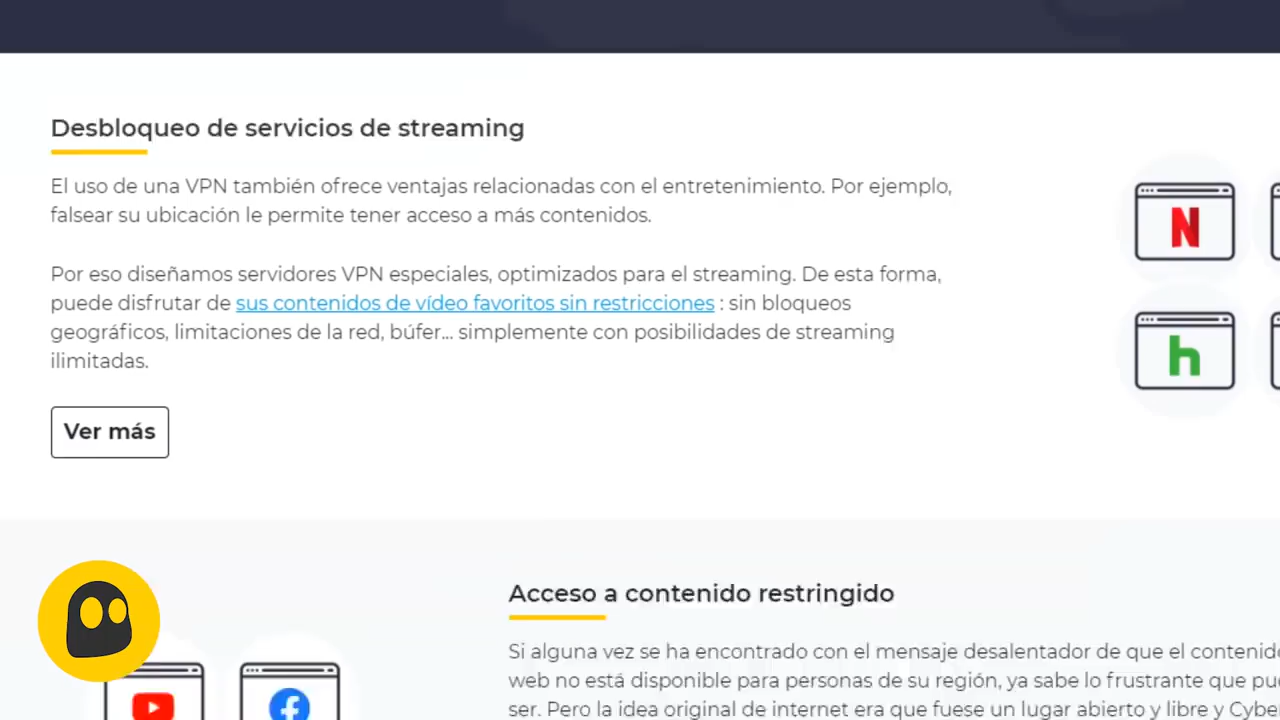 Desbloqueo de servicios de streaming
El uso de una VPN también ofrece ventajas relacionadas con el entretenimiento. Por ejemplo,
falsear su ubicación le permite tener acceso a más contenidos.
Por eso diseñamos servidores VPN especiales, optimizados para el streaming. De esta forma,
puede disfrutar de sus contenidos de vídeo favoritos sin restricciones : sin bloqueos
geográficos, limitaciones de la red, búfer... simplemente con posibilidades de streaming
ilimitadas.
N
h
Ver más
Acceso a contenido restringido
Si alguna vez se ha encontrado con el mensaje desalentador de que el contenido
web no está disponible para personas de su región, ya sabe lo frustrante que
ser. Pero la idea original de internet era que fuese un lugar abierto y libre y